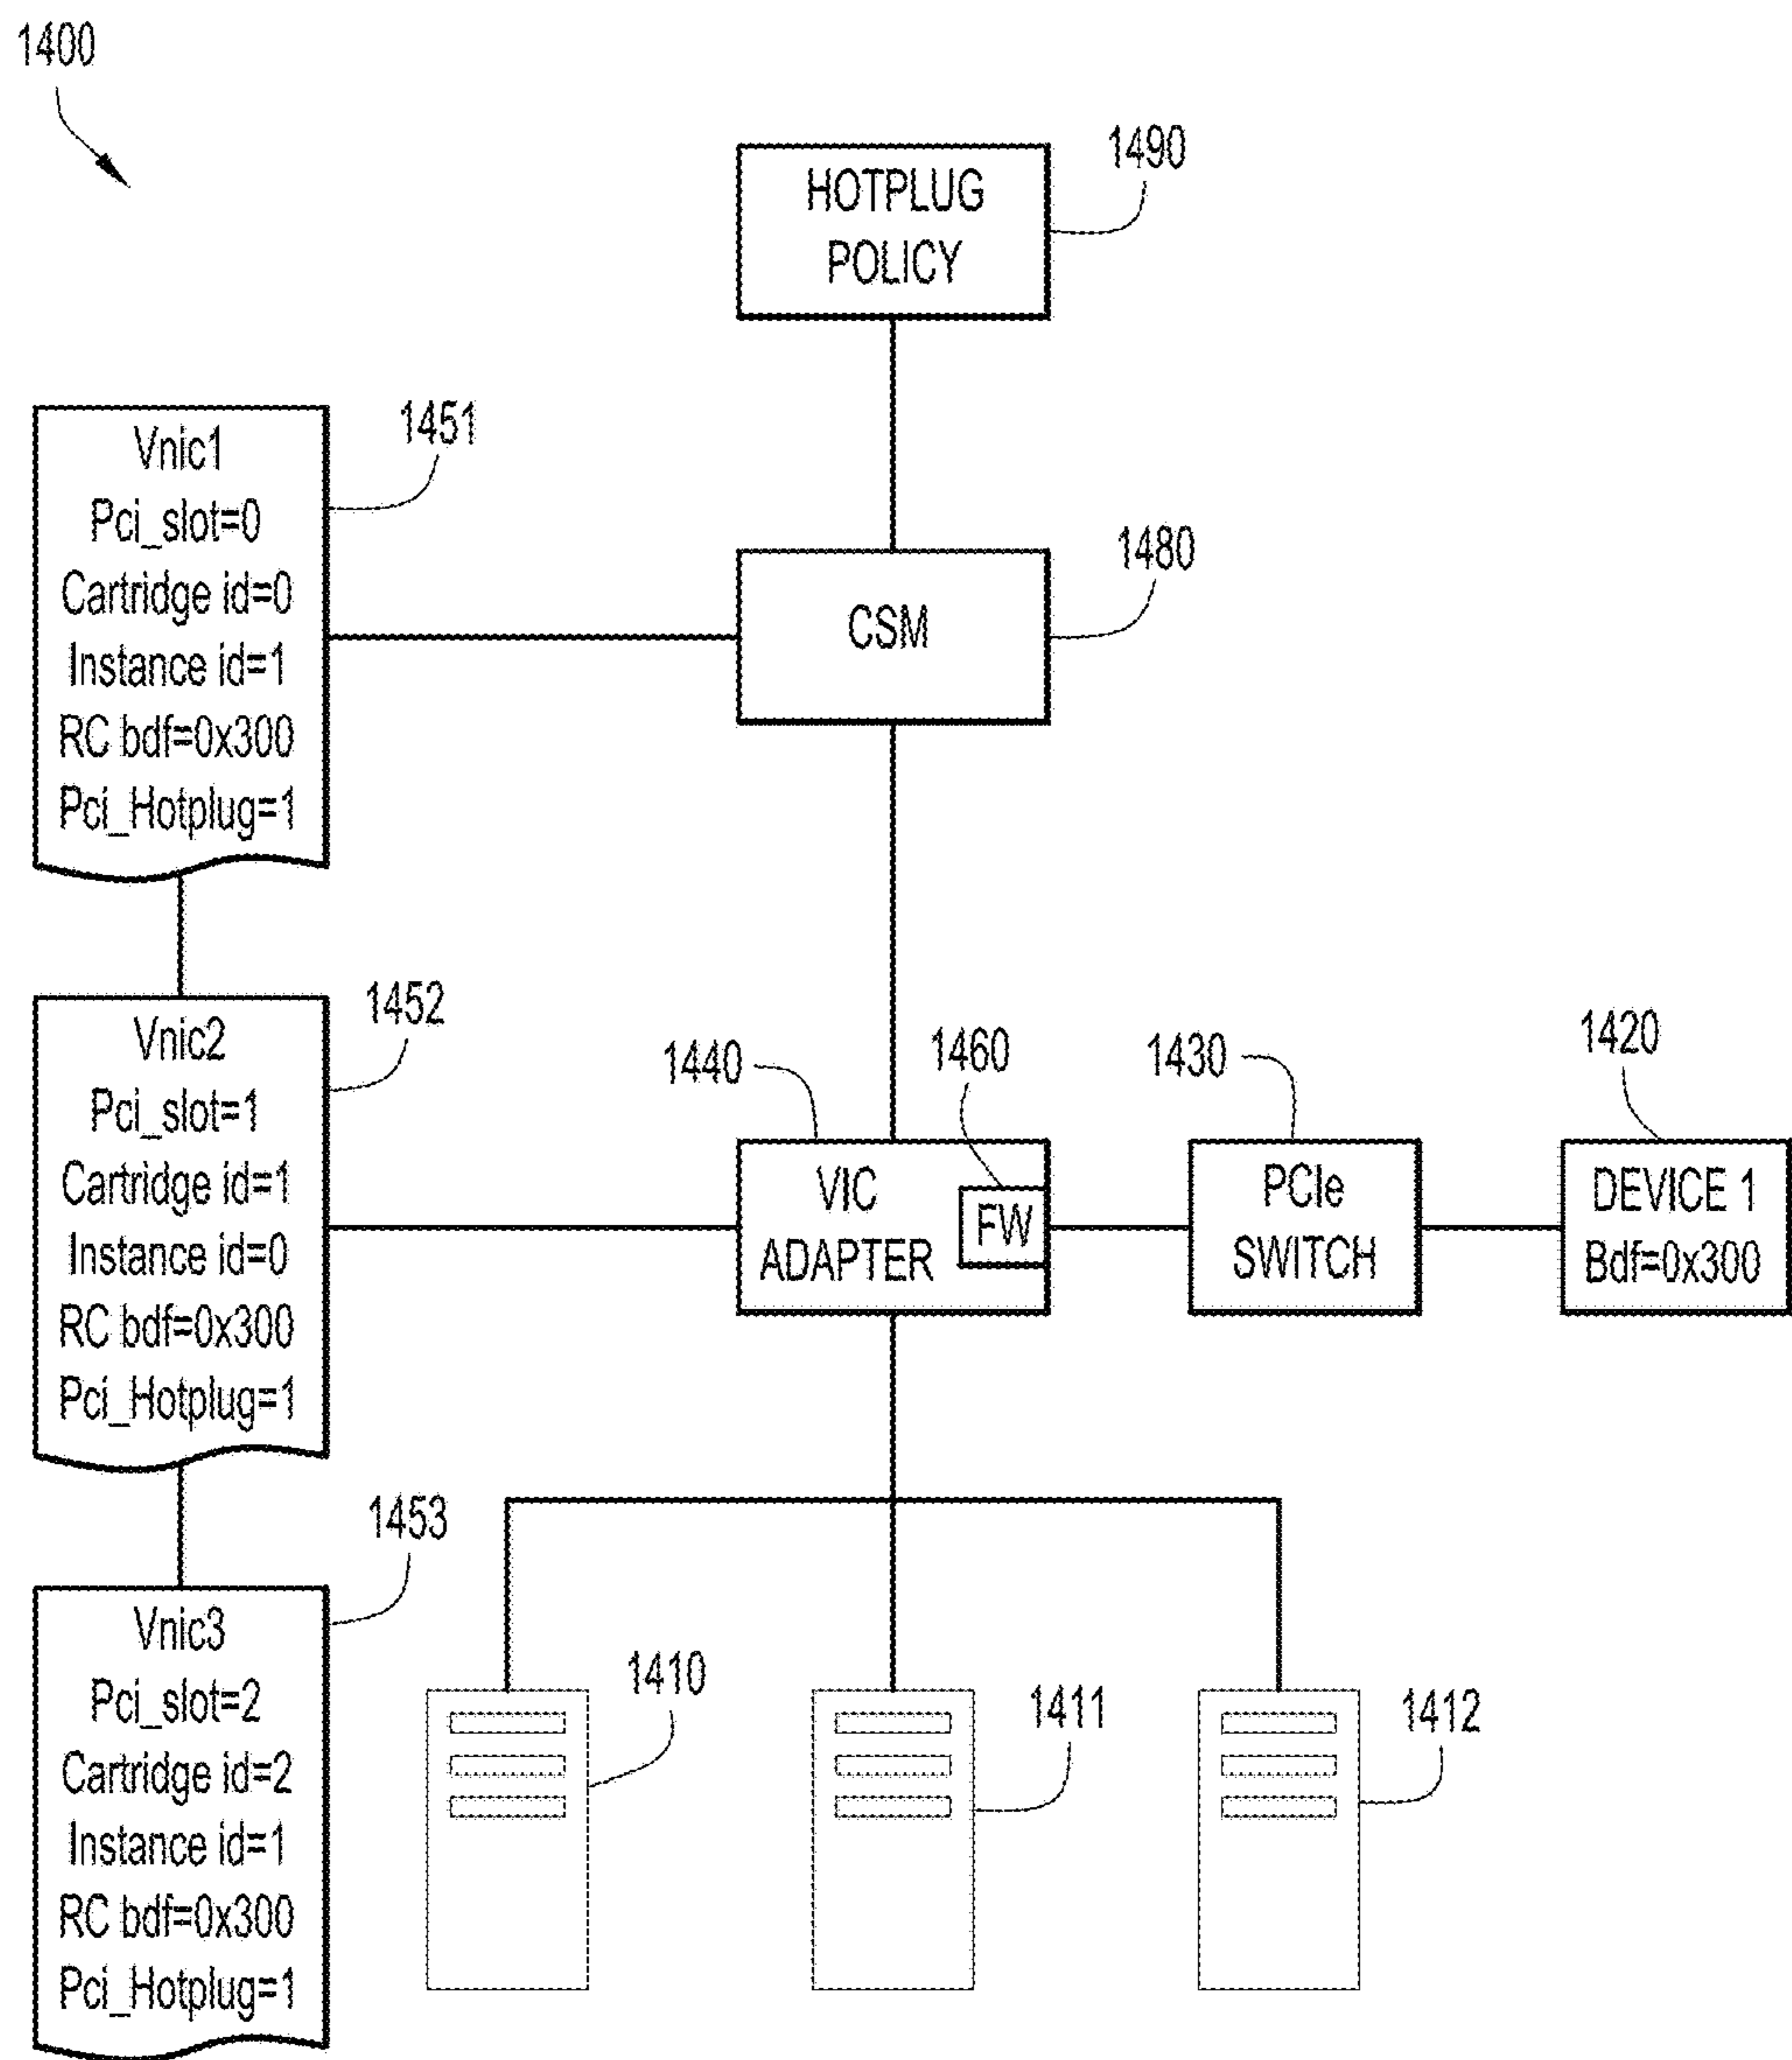 1400
HOTPLUG
POLICY
1490
Vnic1
Pci_slot=0
Cartridge id=0
Instance id=1
RC bdf=0x300
Pci_Hotplug=1
1451
CSM
1480
Vnic2
Pci_slot=1
Cartridge id=1
Instance id=0
RC bdf=0x300
Pci_Hotplug=1
1452
1440
VIC
ADAPTER
1460
FW
1430
PCIe
SWITCH
1420
DEVICE 1
Bdf=0x300
Vnic3
Pci_slot=2
Cartridge id=2
Instance id=1
RC bdf=0x300
Pci_Hotplug=1
1453
1410
1411
1412